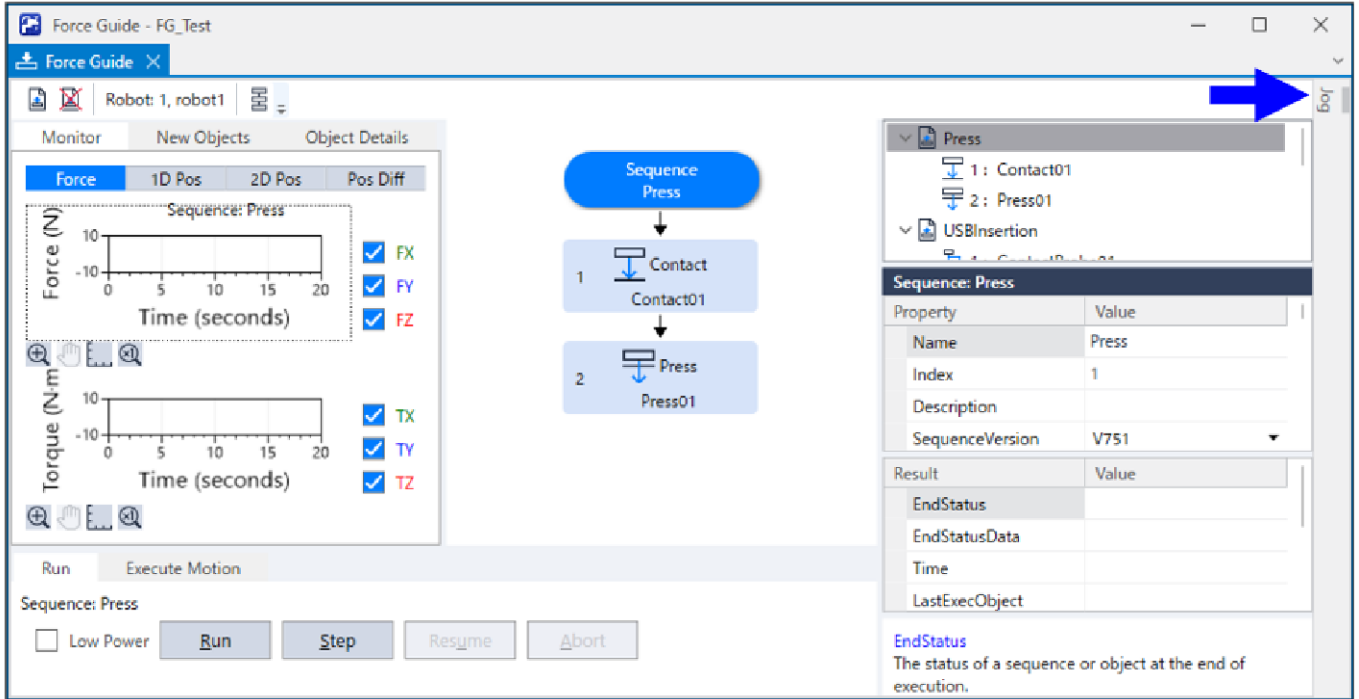 Force Guide - FG_Test
Force Guide
Robot: 1, robot1
Jog
Monitor New Objects Object Details
Force 1D Pos 2D Pos Pos Diff
Sequence: Press
Force (N)
10
-10
0 5 10 15 20
Time (seconds)
FX
FY
FZ
Torque (N·m
10
-10
0 5 10 15 20
Time (seconds)
TX
TY
TZ
Sequence
Press
1 Contact
Contact01
2 Press
Press01
Press
1 : Contact01
2 : Press01
USBInsertion
Sequence: Press
Property Value
Name Press
Index 1
Description
SequenceVersion V751
Result Value
EndStatus
EndStatusData
Time
LastExecObject
EndStatus
The status of a sequence or object at the end of
execution.
Run Execute Motion
Sequence: Press
Low Power Run Step Resume Abort